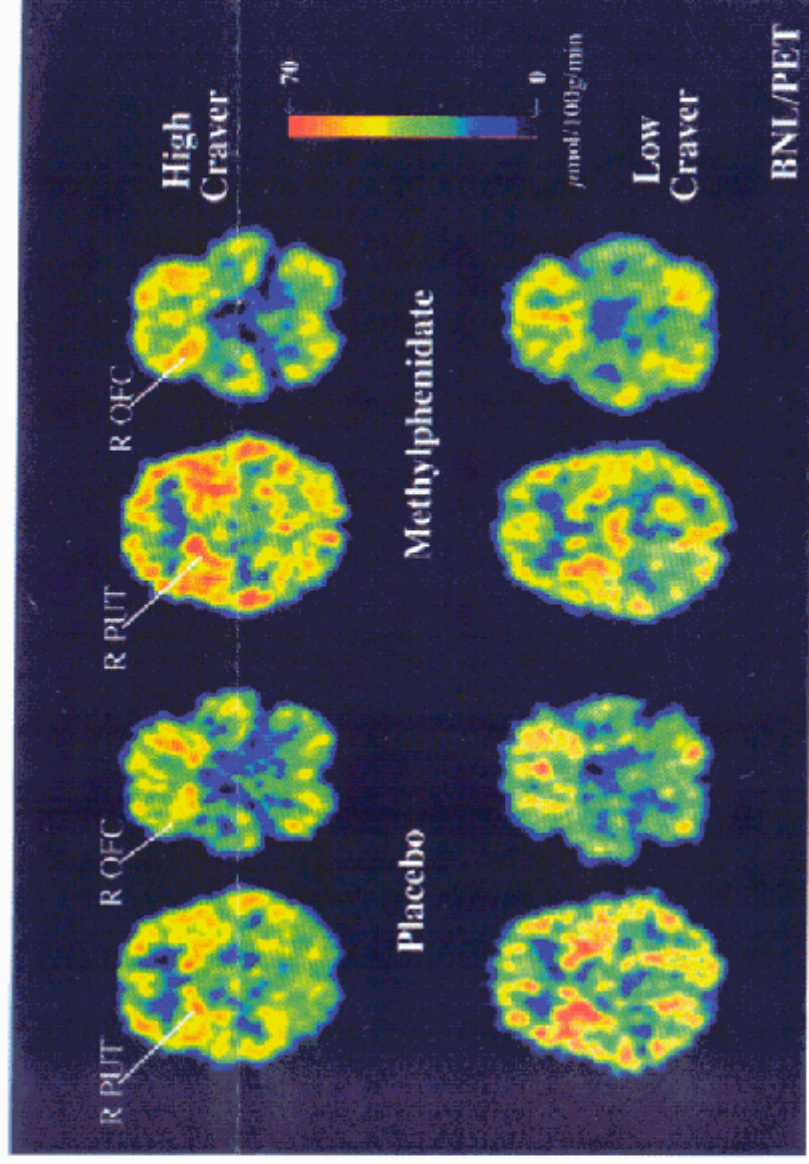 R PUT R OFC R PUT R OFC
High
Craver
70
Placebo Methylphenidate
0
µmol/100g/min
Low
Craver
BNL/PET